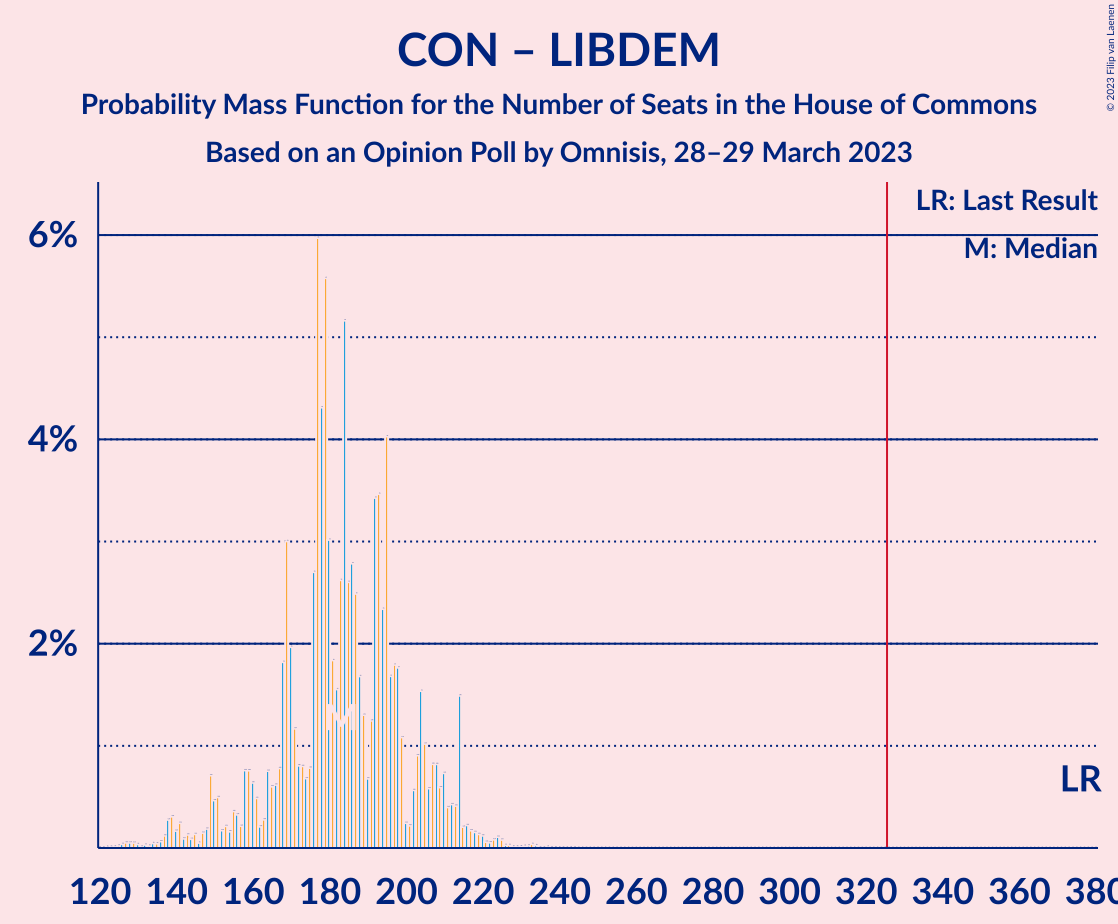 CON – LIBDEM
Probability Mass Function for the Number of Seats in the House of Commons
Based on an Opinion Poll by Omnisis, 28–29 March 2023
© 2023 Filip van Laenen
LR: Last Result
M: Median
6%
4%
2%
LR
120 140 160 180 200 220 240 260 280 300 320 340 360 380